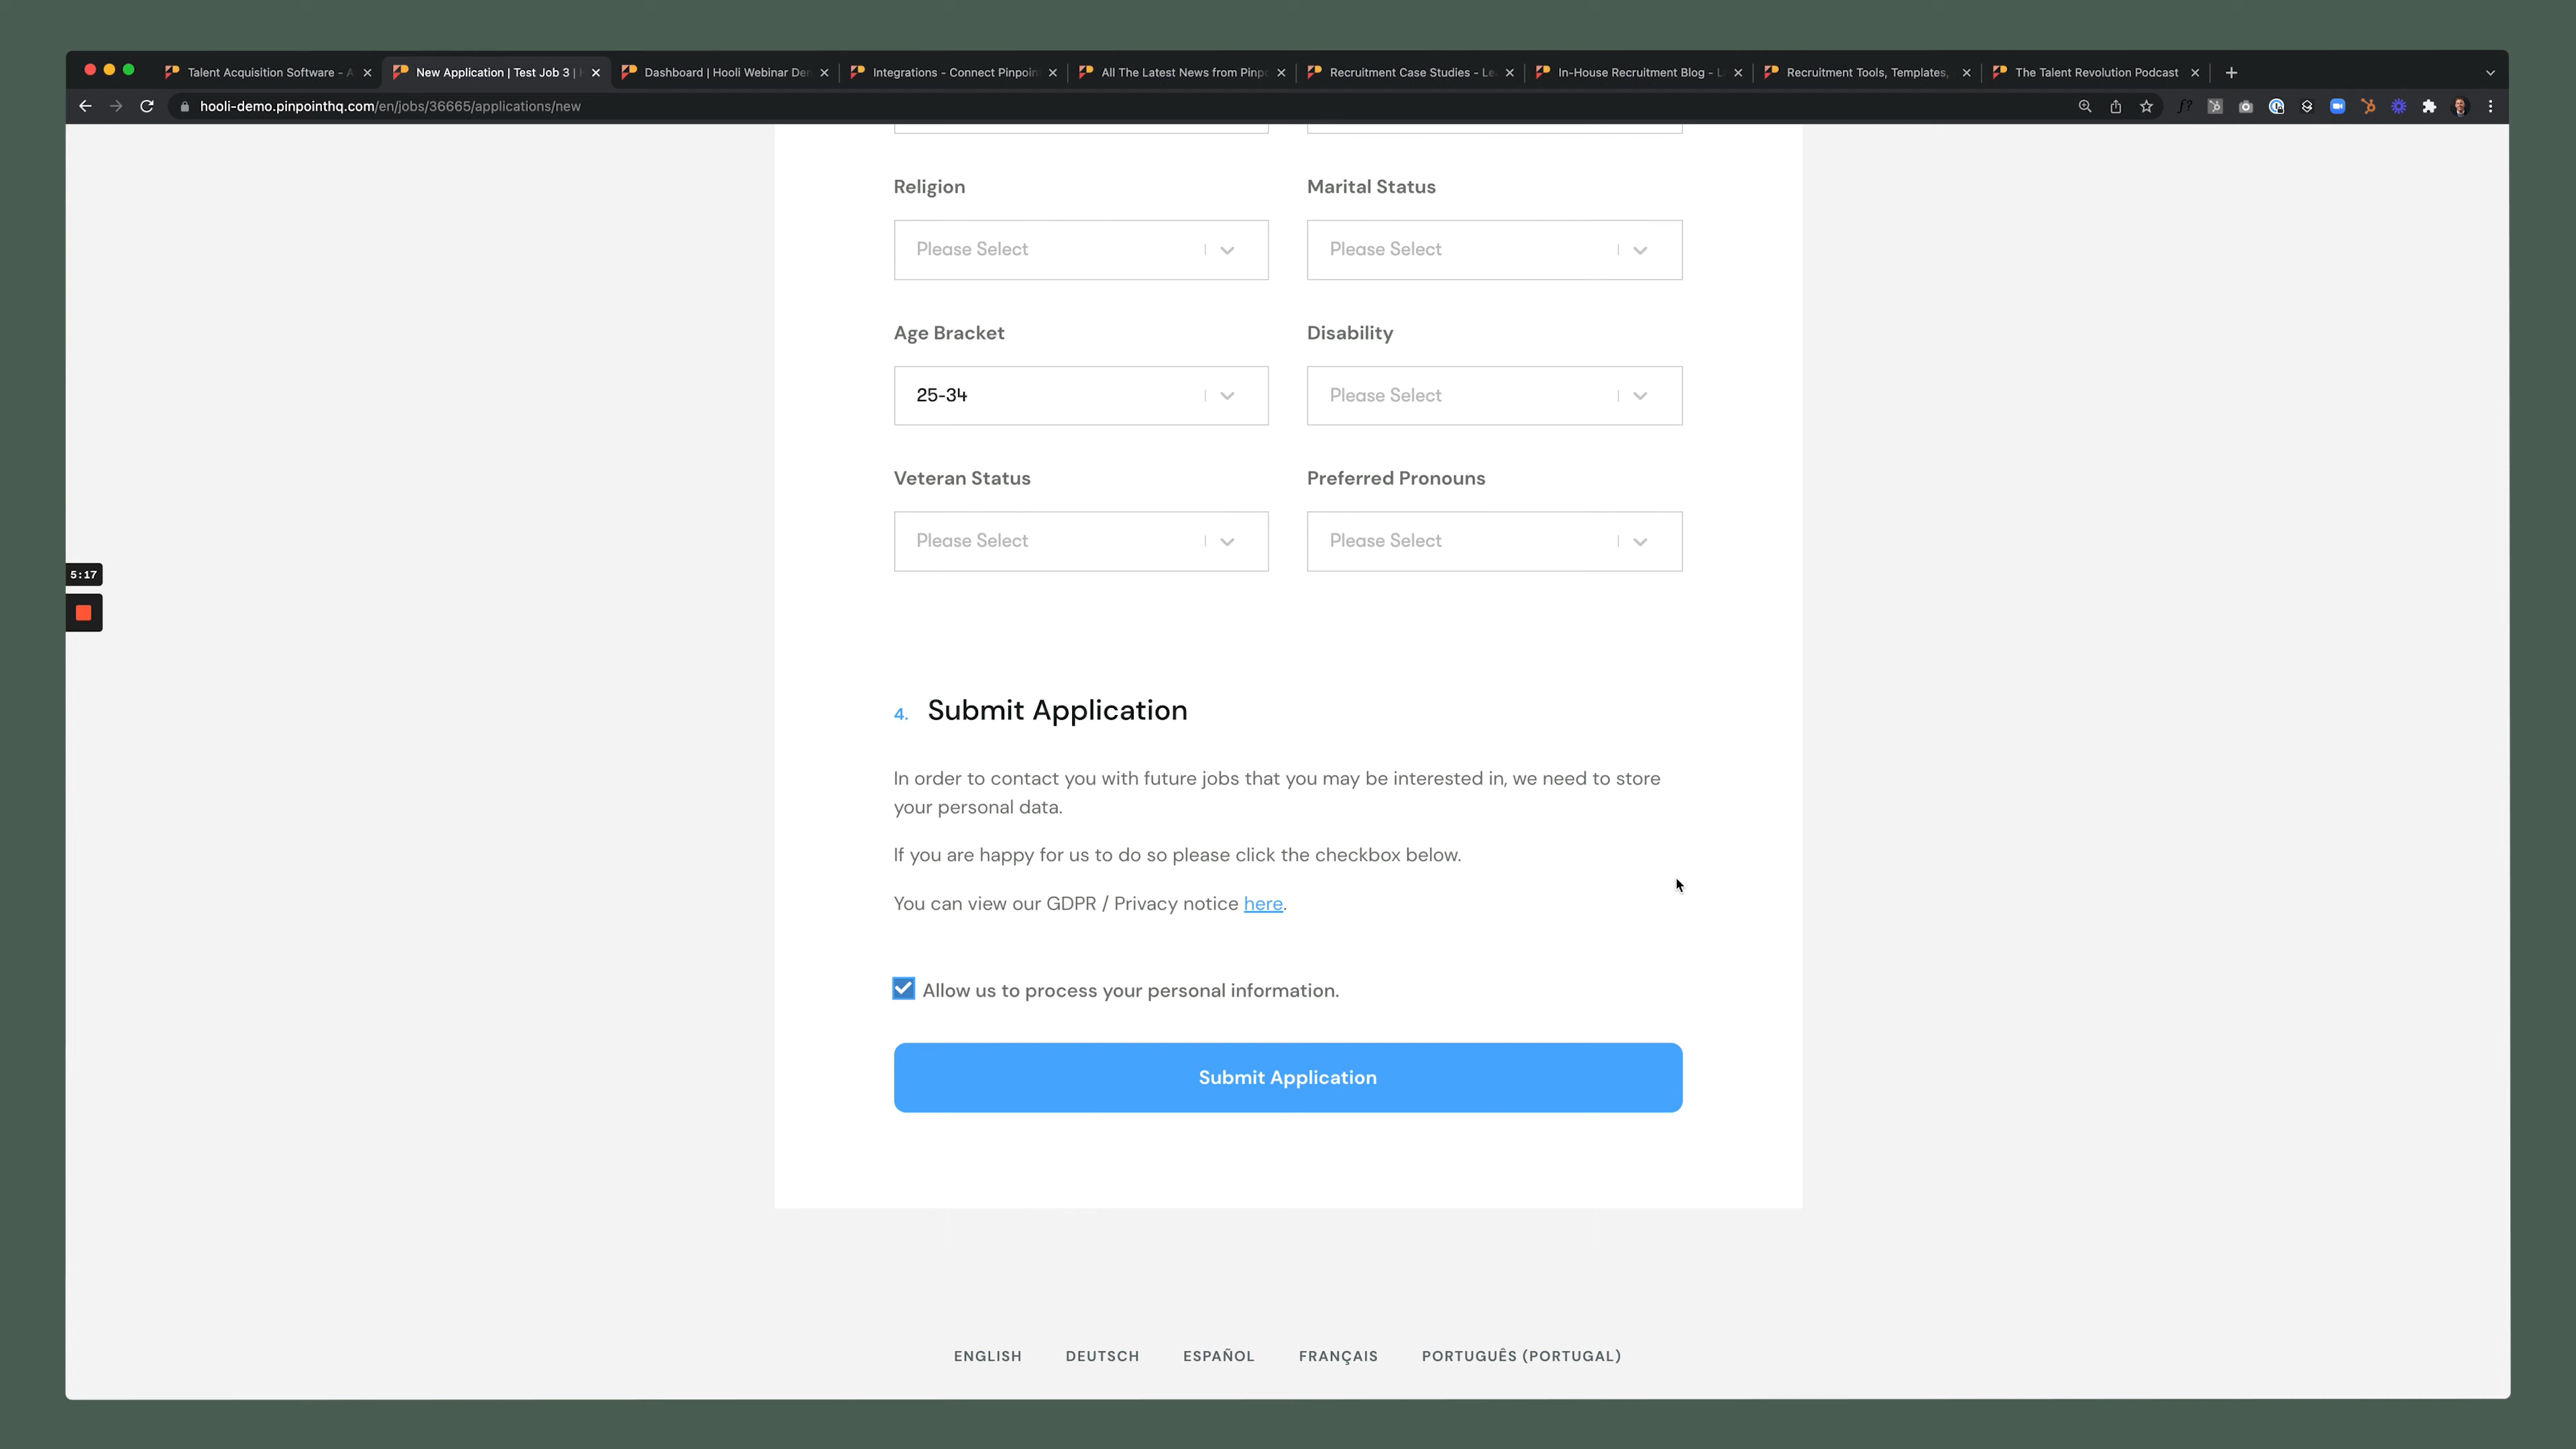 Talent Acquisition Software - A
New Application | Test Job 3 | H
Dashboard | Hooli Webinar Der
Integrations - Connect Pinpoin
All The Latest News from Pinp
Recruitment Case Studies - Le
In-House Recruitment Blog - L
Recruitment Tools, Templates,
The Talent Revolution Podcast
hooli-demo.pinpointhq.com/en/jobs/36665/applications/new
Religion
Marital Status
Please Select
Please Select
Age Bracket
Disability
25-34
Please Select
Veteran Status
Preferred Pronouns
Please Select
Please Select
5:17
4. Submit Application
In order to contact you with future jobs that you may be interested in, we need to store
your personal data.
If you are happy for us to do so please click the checkbox below.
You can view our GDPR / Privacy notice here.
Allow us to process your personal information.
Submit Application
ENGLISH DEUTSCH ESPAÑOL FRANÇAIS PORTUGUÊS (PORTUGAL)